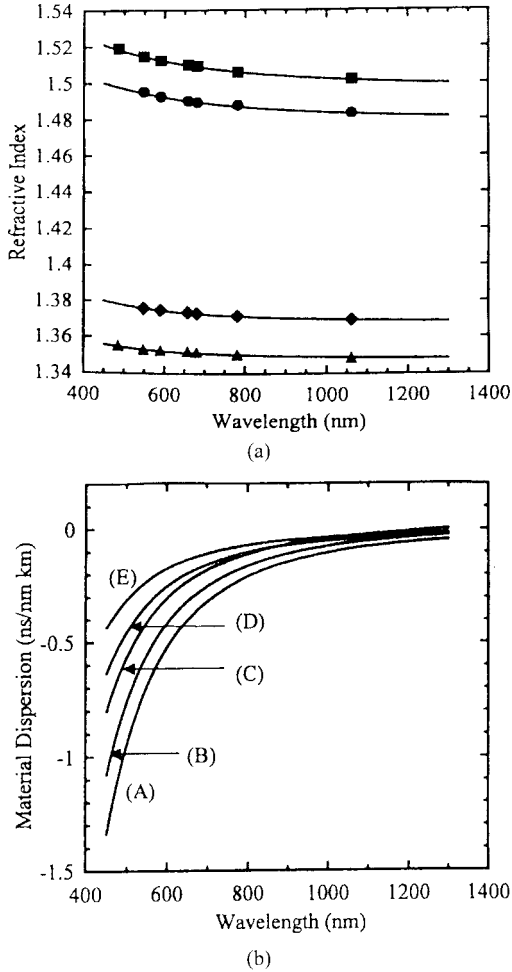 1.52
1.5
1.48
1.46
1.44
1.42
1.4
1.38
1.36
1.34
Refractive Index
400 600 800 1000 1200 1400
Wavelength (nm)
(a)
0
-0.5
-1
-1.5
Material Dispersion (ns/nm km)
(E)
(D)
(C)
(B)
(A)
400 600 800 1000 1200 1400
Wavelength (nm)
(b)